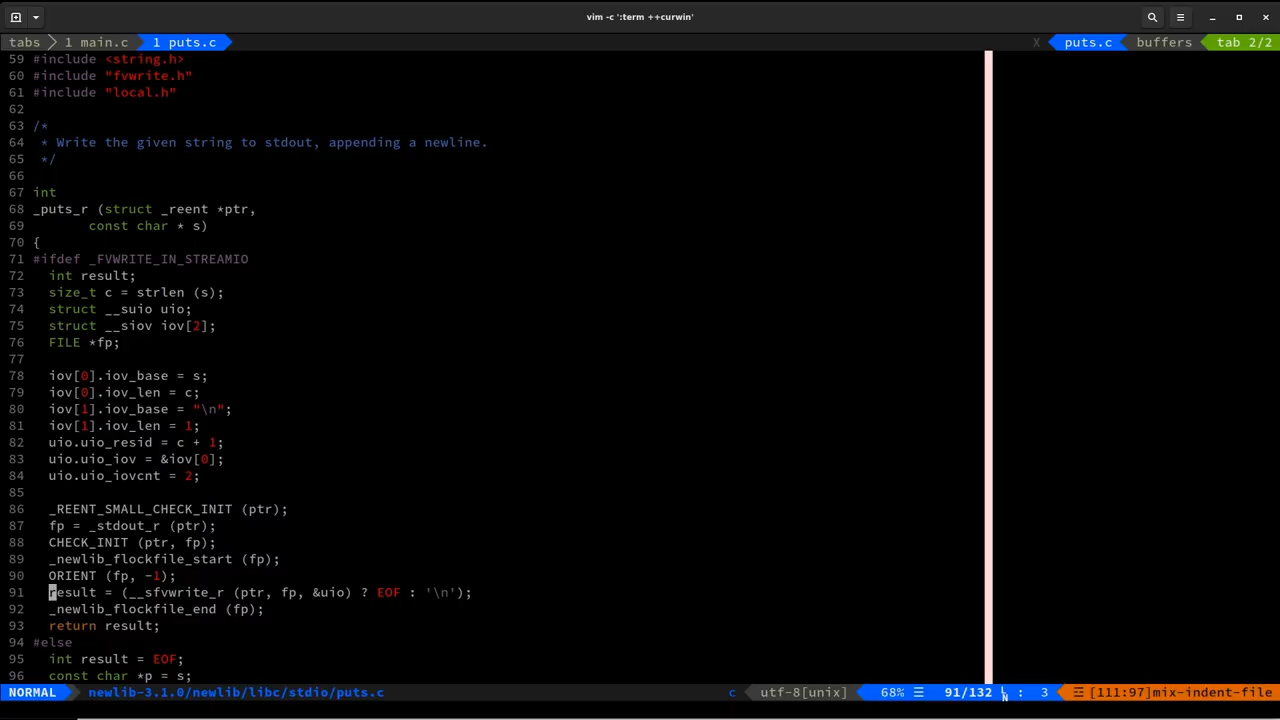 vim -c ':term ++curwin'
tabs 1 main.c 1 puts.c X puts.c buffers tab 2/2
59 #include <string.h>
60 #include "fvwrite.h"
61 #include "local.h"
62
63 /*
64  * Write the given string to stdout, appending a newline.
65  */
66
67 int
68 _puts_r (struct _reent *ptr,
69        const char * s)
70 {
71 #ifdef _FVWRITE_IN_STREAMIO
72   int result;
73   size_t c = strlen (s);
74   struct __suio uio;
75   struct __siov iov[2];
76   FILE *fp;
77
78   iov[0].iov_base = s;
79   iov[0].iov_len = c;
80   iov[1].iov_base = "\n";
81   iov[1].iov_len = 1;
82   uio.uio_resid = c + 1;
83   uio.uio_iov = &iov[0];
84   uio.uio_iovcnt = 2;
85
86   _REENT_SMALL_CHECK_INIT (ptr);
87   fp = _stdout_r (ptr);
88   CHECK_INIT (ptr, fp);
89   _newlib_flockfile_start (fp);
90   ORIENT (fp, -1);
91   result = (__sfvwrite_r (ptr, fp, &uio) ? EOF : '\n');
92   _newlib_flockfile_end (fp);
93   return result;
94 #else
95   int result = EOF;
96   const char *p = s;
NORMAL newlib-3.1.0/newlib/libc/stdio/puts.c c utf-8[unix] 68% ☰ 91/132 ␊ : 3 ☲ [111:97]mix-indent-file